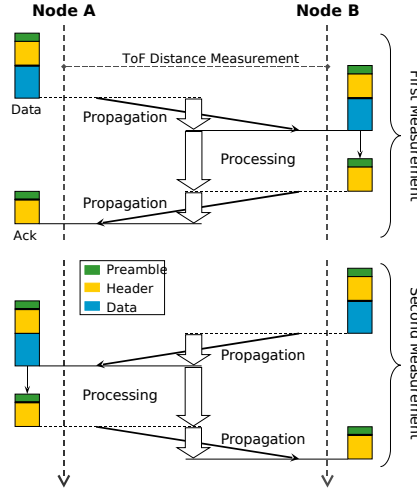 Node A
Node B
ToF Distance Measurement
Data
Propagation
Processing
Propagation
Ack
First Measurement
Preamble
Header
Data
Propagation
Processing
Propagation
Second Measurement